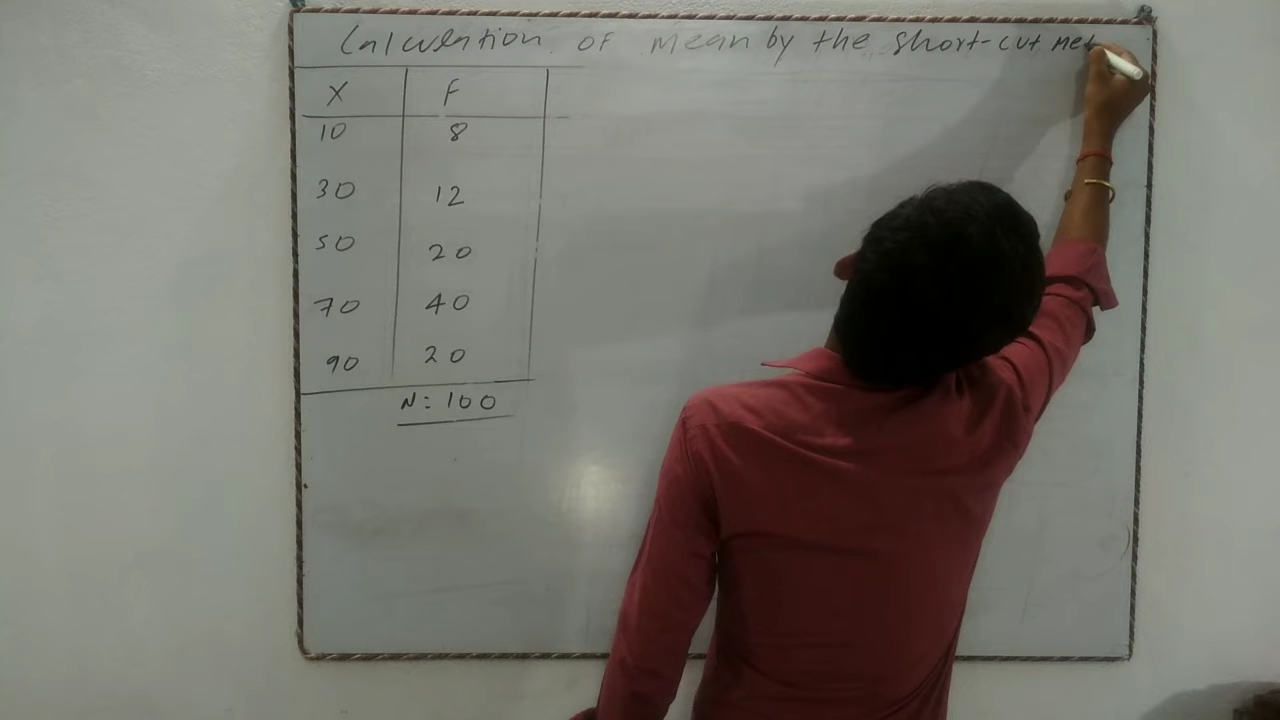 Calculation of Mean by the short-cut met
X F
10 8
30 12
50 20
70 40
90 20
N = 100